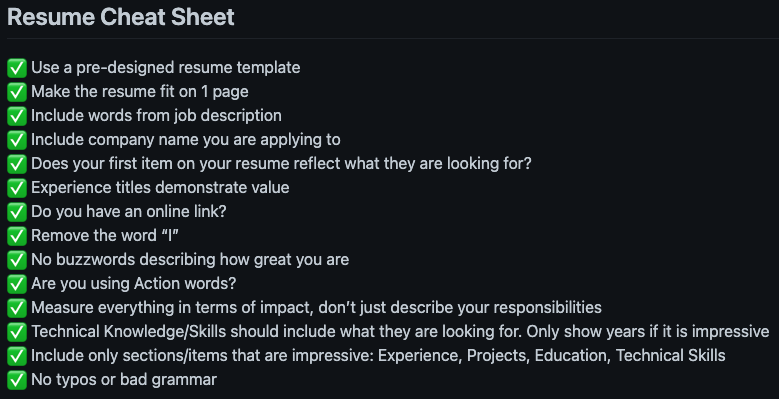 Resume Cheat Sheet
✅ Use a pre-designed resume template
✅ Make the resume fit on 1 page
✅ Include words from job description
✅ Include company name you are applying to
✅ Does your first item on your resume reflect what they are looking for?
✅ Experience titles demonstrate value
✅ Do you have an online link?
✅ Remove the word “I”
✅ No buzzwords describing how great you are
✅ Are you using Action words?
✅ Measure everything in terms of impact, don’t just describe your responsibilities
✅ Technical Knowledge/Skills should include what they are looking for. Only show years if it is impressive
✅ Include only sections/items that are impressive: Experience, Projects, Education, Technical Skills
✅ No typos or bad grammar